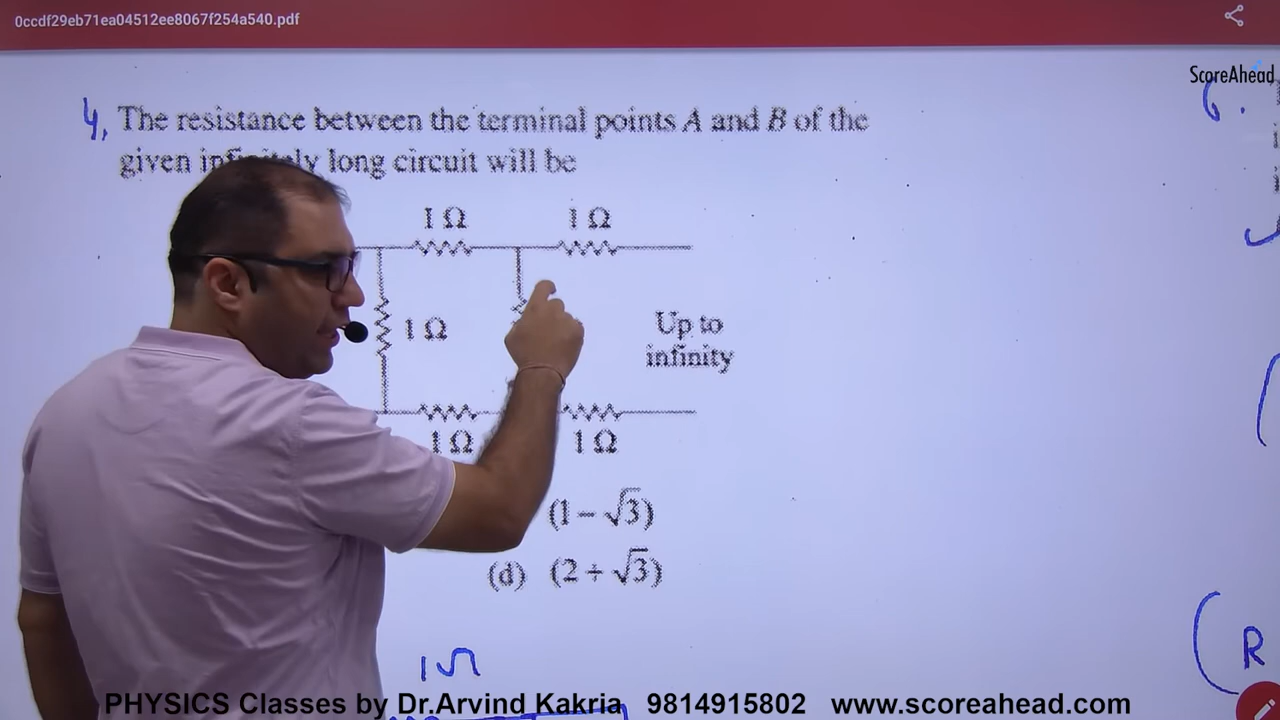 0ccdf29eb71ea04512ee8067f254a540.pdf
ScoreAhead
4, The resistance between the terminal points A and B of the
given infinitely long circuit will be
6.
1 Ω 1 Ω
1 Ω
Up to
infinity
1 Ω 1 Ω
(1 − √3)
(d) (2 + √3)
1Ω
R
PHYSICS Classes by Dr.Arvind Kakria 9814915802 www.scoreahead.com